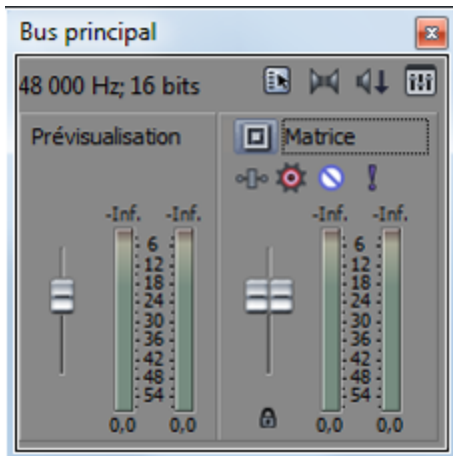 Bus principal
48 000 Hz; 16 bits
Prévisualisation
Matrice
-Inf. -Inf. -Inf. -Inf.
6 6
12 12
18 18
24 24
30 30
36 36
42 42
48 48
54 54
0,0 0,0 0,0 0,0